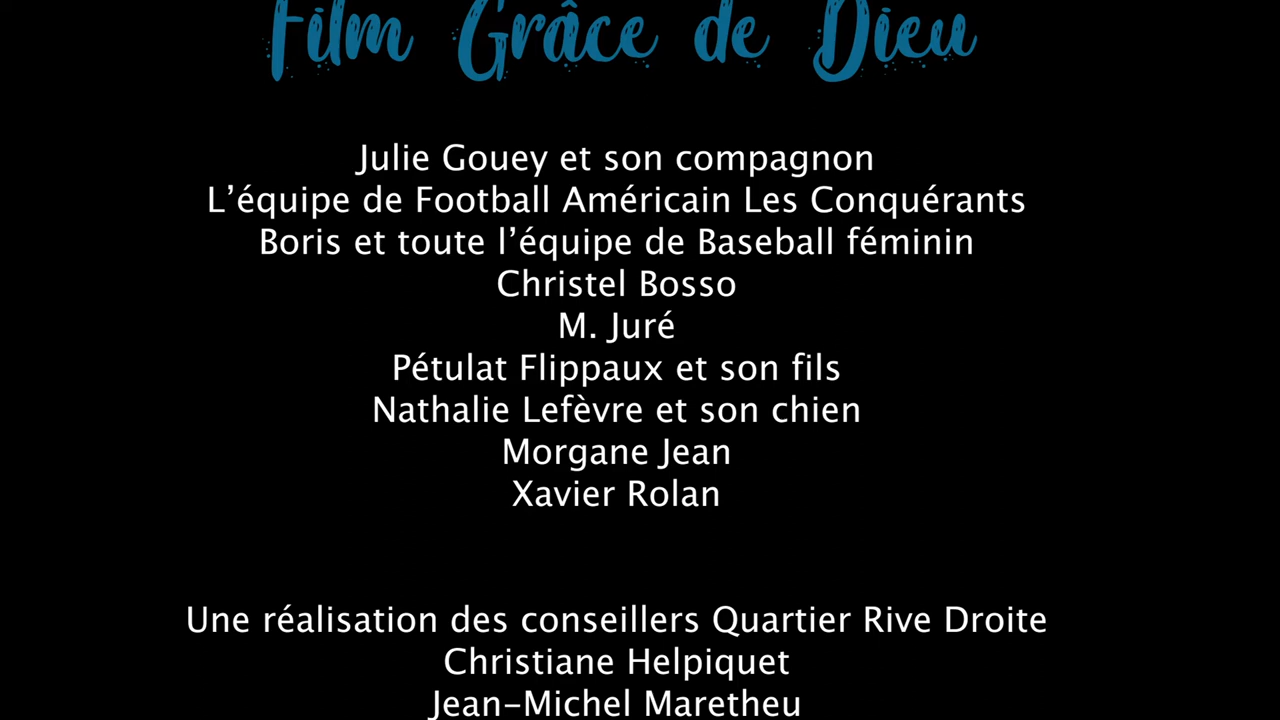 Film Grâce de Dieu
Julie Gouey et son compagnon
L’équipe de Football Américain Les Conquérants
Boris et toute l’équipe de Baseball féminin
Christel Bosso
M. Juré
Pétulat Flippaux et son fils
Nathalie Lefèvre et son chien
Morgane Jean
Xavier Rolan
Une réalisation des conseillers Quartier Rive Droite
Christiane Helpiquet
Jean-Michel Maretheu